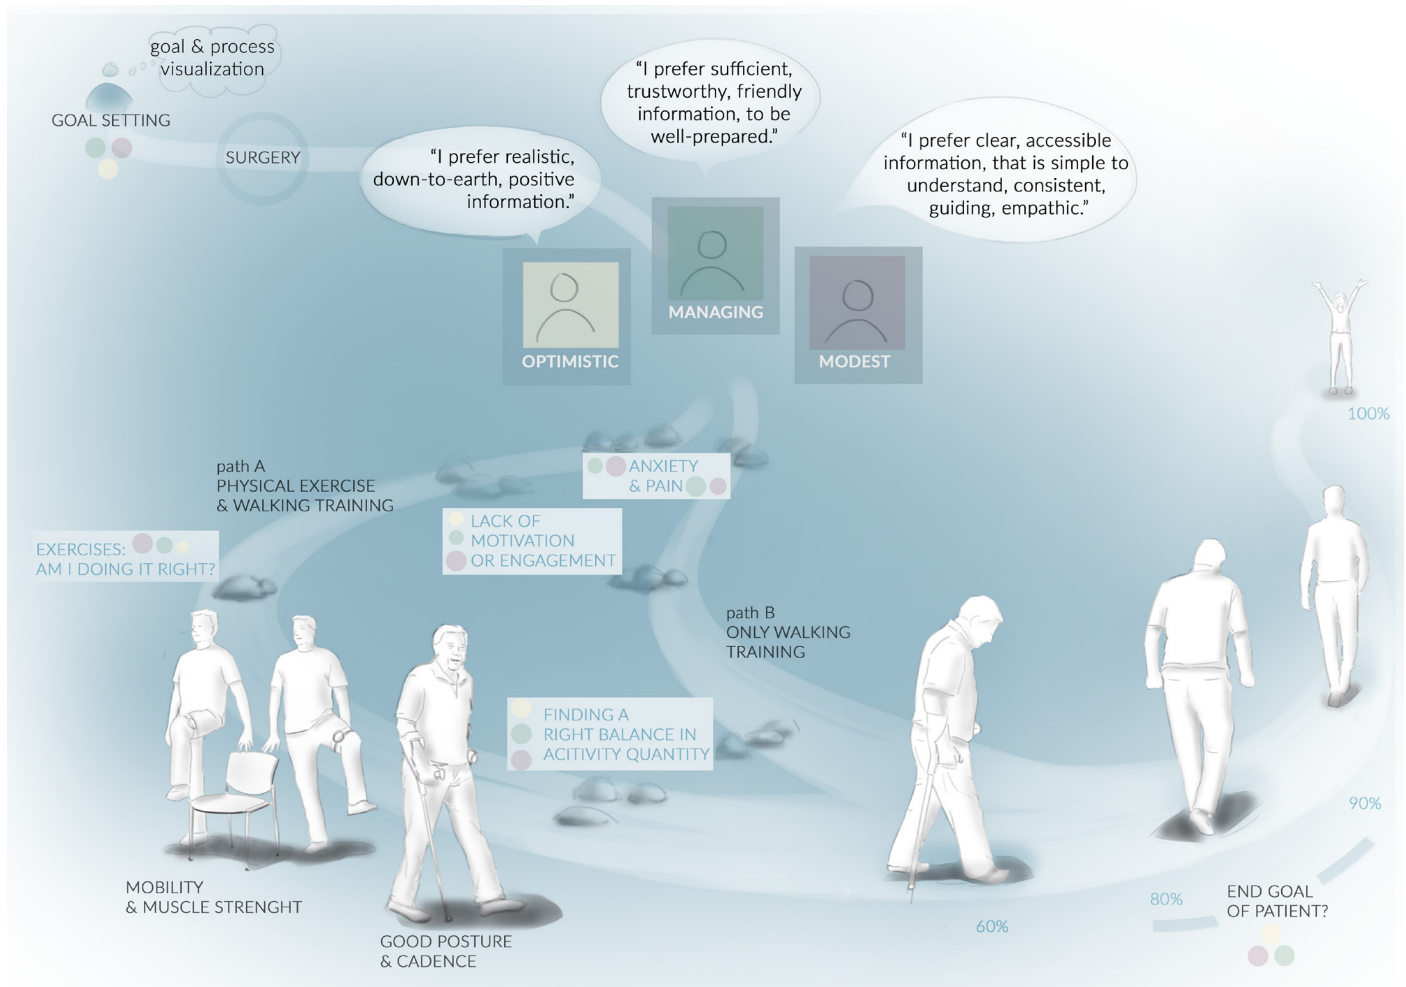 goal & process
visualization
GOAL SETTING
SURGERY
“I prefer realistic,
down-to-earth, positive
information.”
“I prefer sufficient,
trustworthy, friendly
information, to be
well-prepared.”
“I prefer clear, accessible
information, that is simple to
understand, consistent,
guiding, empathic.”
OPTIMISTIC
MANAGING
MODEST
100%
path A
PHYSICAL EXERCISE
& WALKING TRAINING
ANXIETY
& PAIN
LACK OF
MOTIVATION
OR ENGAGEMENT
EXERCISES:
AM I DOING IT RIGHT?
path B
ONLY WALKING
TRAINING
FINDING A
RIGHT BALANCE IN
ACITIVITY QUANTITY
MOBILITY
& MUSCLE STRENGHT
GOOD POSTURE
& CADENCE
60%
80%
90%
END GOAL
OF PATIENT?